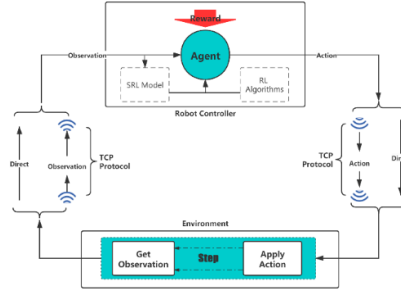 Reward
Observation
Agent
Action
SRL Model
RL
Algorithms
Robot Controller
Direct
Observation
TCP
Protocol
TCP
Protocol
Action
Environment
Get
Observation
Step
Apply
Action